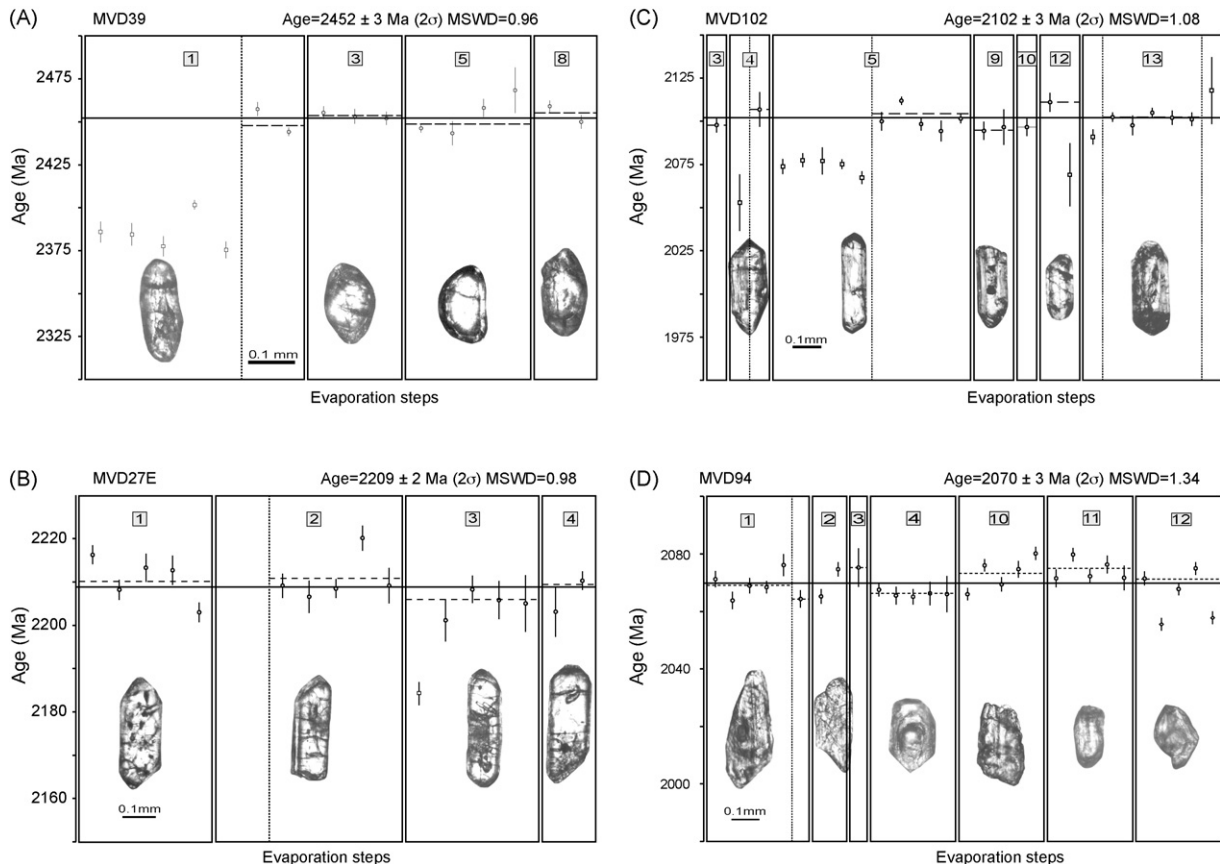 (A) MVD39 Age=2452 ± 3 Ma (2σ) MSWD=0.96
1 3 5 8
2475
2425
2375
2325
Age (Ma)
0.1 mm
Evaporation steps
(C) MVD102 Age=2102 ± 3 Ma (2σ) MSWD=1.08
3 4 5 9 10 12 13
2125
2075
2025
1975
Age (Ma)
0.1mm
Evaporation steps
(B) MVD27E Age=2209 ± 2 Ma (2σ) MSWD=0.98
1 2 3 4
2220
2200
2180
2160
Age (Ma)
0.1mm
Evaporation steps
(D) MVD94 Age=2070 ± 3 Ma (2σ) MSWD=1.34
1 2 3 4 10 11 12
2080
2040
2000
Age (Ma)
0.1mm
Evaporation steps